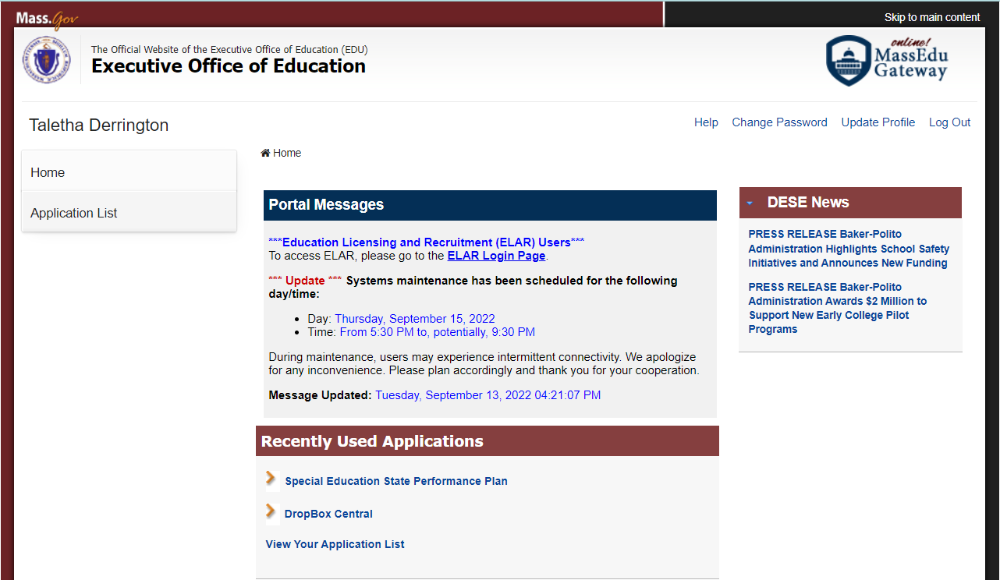 Mass.Gov
Skip to main content
The Official Website of the Executive Office of Education (EDU)
Executive Office of Education
online!
MassEdu
Gateway
Taletha Derrington
Help Change Password Update Profile Log Out
Home
Application List
Home
Portal Messages
***Education Licensing and Recruitment (ELAR) Users***
To access ELAR, please go to the ELAR Login Page.
*** Update *** Systems maintenance has been scheduled for the following
day/time:
• Day: Thursday, September 15, 2022
• Time: From 5:30 PM to, potentially, 9:30 PM
During maintenance, users may experience intermittent connectivity. We apologize
for any inconvenience. Please plan accordingly and thank you for your cooperation.
Message Updated: Tuesday, September 13, 2022 04:21:07 PM
Recently Used Applications
Special Education State Performance Plan
DropBox Central
View Your Application List
DESE News
PRESS RELEASE Baker-Polito
Administration Highlights School Safety
Initiatives and Announces New Funding
PRESS RELEASE Baker-Polito
Administration Awards $2 Million to
Support New Early College Pilot
Programs